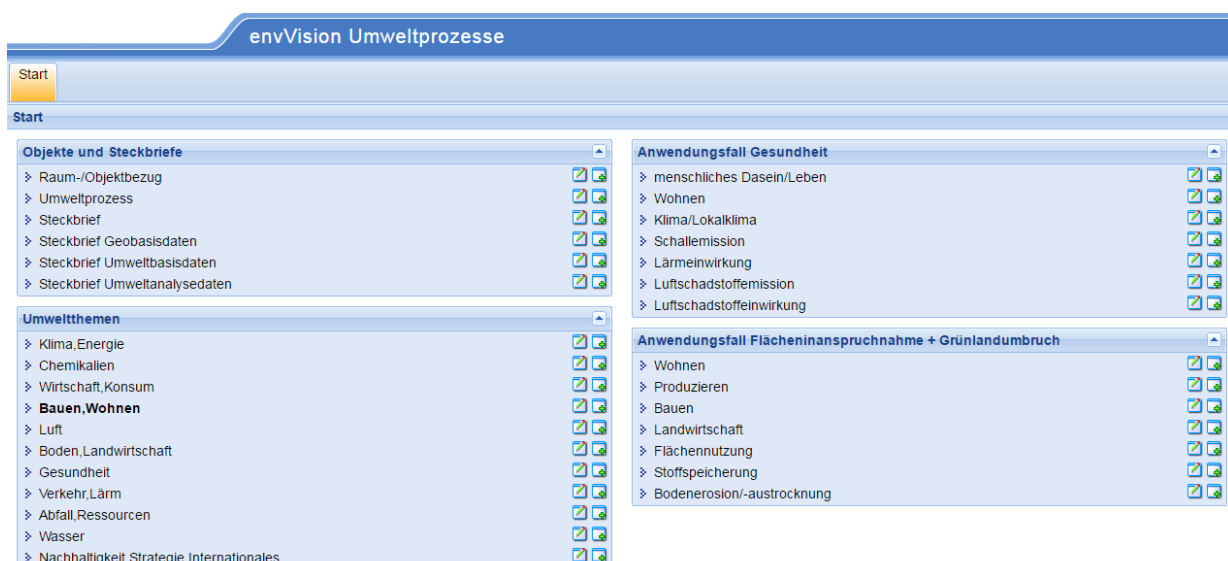 envVision Umweltprozesse
Start
Start
Objekte und Steckbriefe
Raum-/Objektbezug
Umweltprozess
Steckbrief
Steckbrief Geobasisdaten
Steckbrief Umweltbasisdaten
Steckbrief Umweltanalysedaten
Umweltthemen
Klima,Energie
Chemikalien
Wirtschaft,Konsum
Bauen,Wohnen
Luft
Boden,Landwirtschaft
Gesundheit
Verkehr,Lärm
Abfall,Ressourcen
Wasser
Nachhaltigkeit Strategie Internationales
Anwendungsfall Gesundheit
menschliches Dasein/Leben
Wohnen
Klima/Lokalklima
Schallemission
Lärmeinwirkung
Luftschadstoffemission
Luftschadstoffeinwirkung
Anwendungsfall Flächeninanspruchnahme + Grünlandumbruch
Wohnen
Produzieren
Bauen
Landwirtschaft
Flächennutzung
Stoffspeicherung
Bodenerosion/-austrocknung